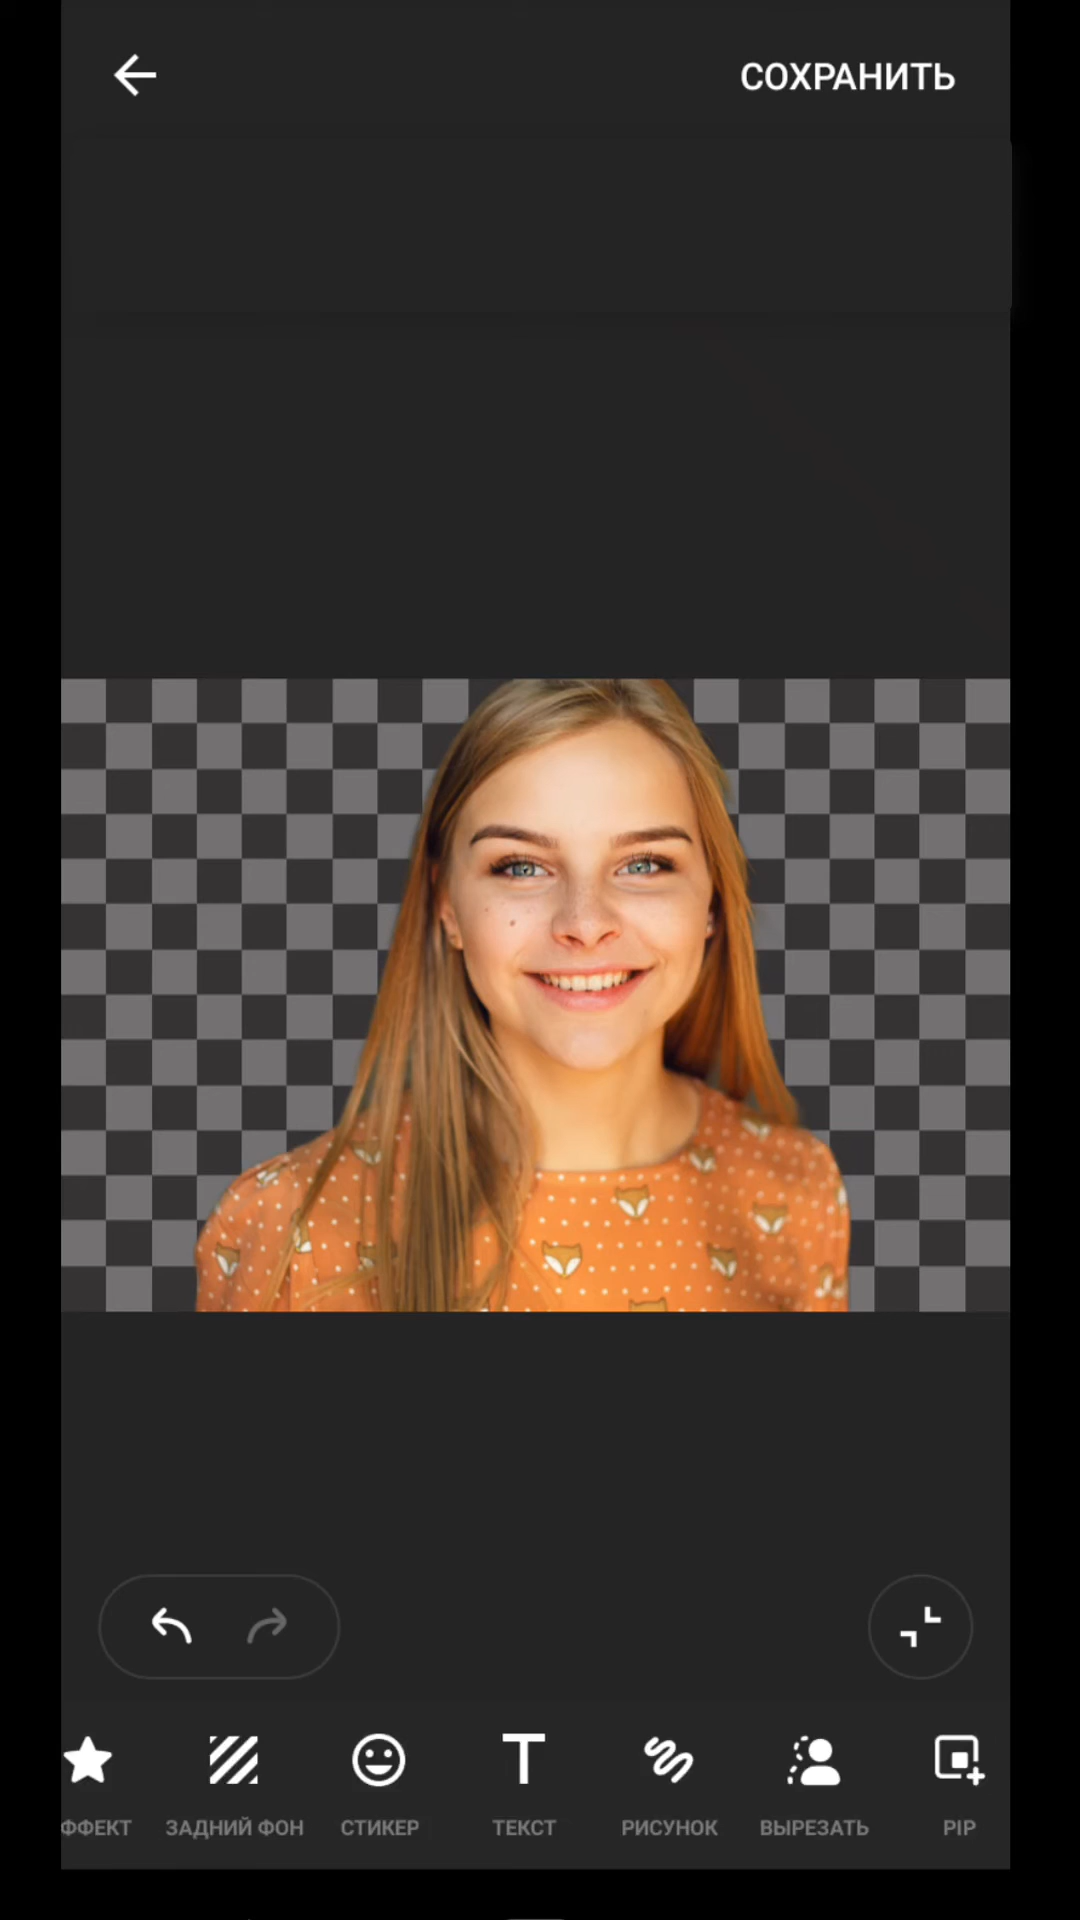 СОХРАНИТЬ
ФФЕКТ
ЗАДНИЙ ФОН
СТИКЕР
ТЕКСТ
РИСУНОК
ВЫРЕЗАТЬ
PIP